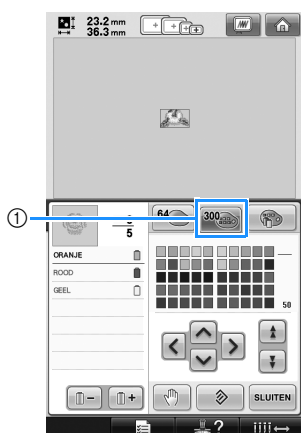 23.2 mm
36.3 mm
①
64
300
5
ORANJE
ROOD
GEEL
50
SLUITEN
?